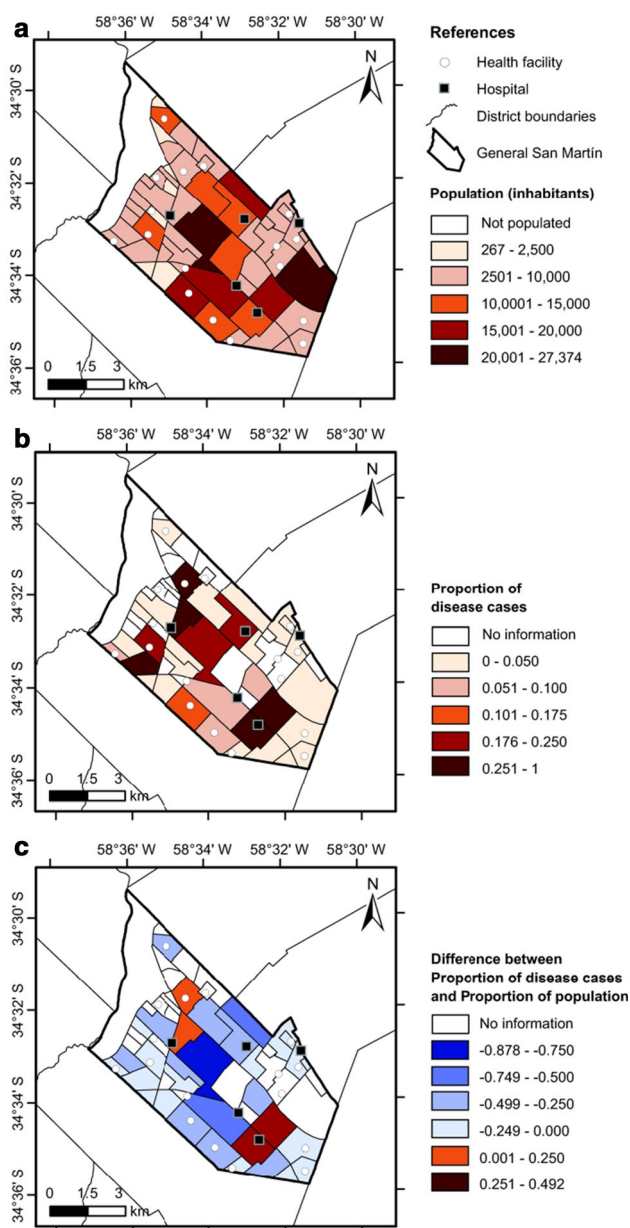 a
58°36' W 58°34' W 58°32' W 58°30' W
34°30' S
34°32' S
34°34' S
34°36' S
N
0 1.5 3
km
References
Health facility
Hospital
District boundaries
General San Martín
Population (inhabitants)
Not populated
267 - 2,500
2501 - 10,000
10,0001 - 15,000
15,001 - 20,000
20,001 - 27,374
b
58°36' W 58°34' W 58°32' W 58°30' W
34°30' S
34°32' S
34°34' S
34°36' S
N
0 1.5 3
km
Proportion of
disease cases
No information
0 - 0.050
0.051 - 0.100
0.101 - 0.175
0.176 - 0.250
0.251 - 1
c
58°36' W 58°34' W 58°32' W 58°30' W
34°30' S
34°32' S
34°34' S
34°36' S
N
0 1.5 3
km
Difference between
Proportion of disease cases
and Proportion of population
No information
-0.878 - -0.750
-0.749 - -0.500
-0.499 - -0.250
-0.249 - 0.000
0.001 - 0.250
0.251 - 0.492